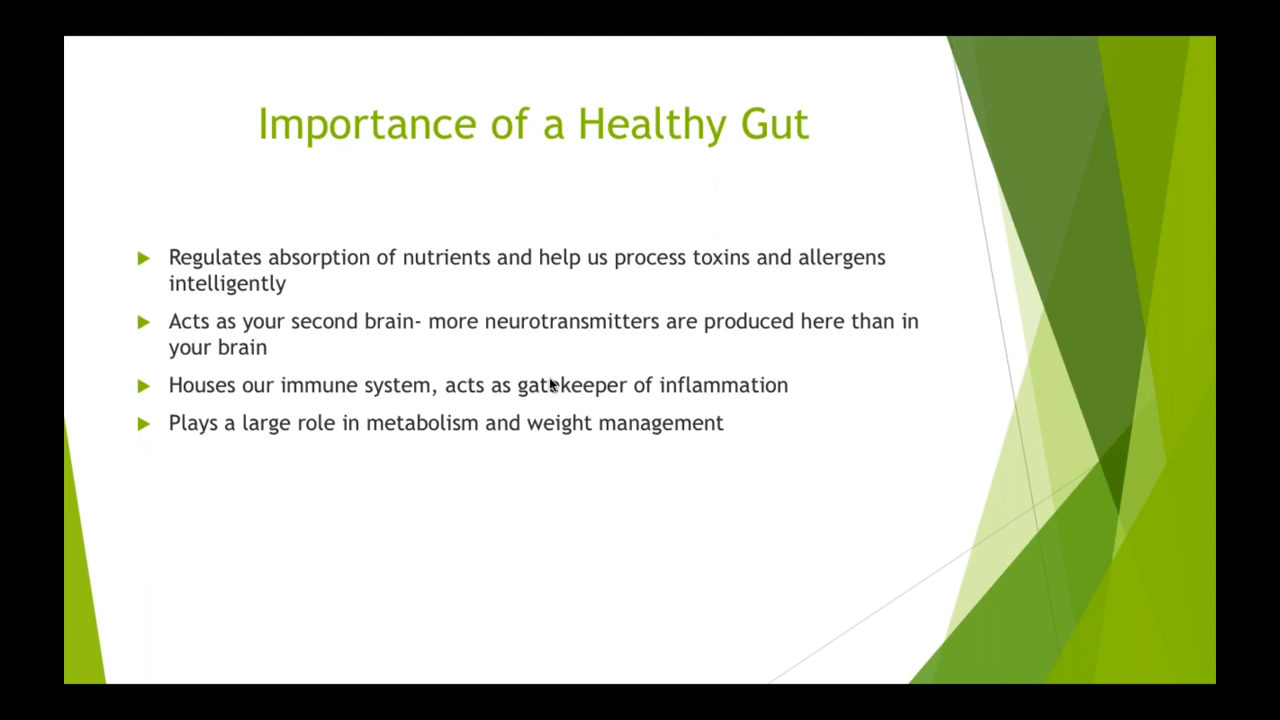 Importance of a Healthy Gut
Regulates absorption of nutrients and help us process toxins and allergens
intelligently
Acts as your second brain- more neurotransmitters are produced here than in
your brain
Houses our immune system, acts as gatekeeper of inflammation
Plays a large role in metabolism and weight management